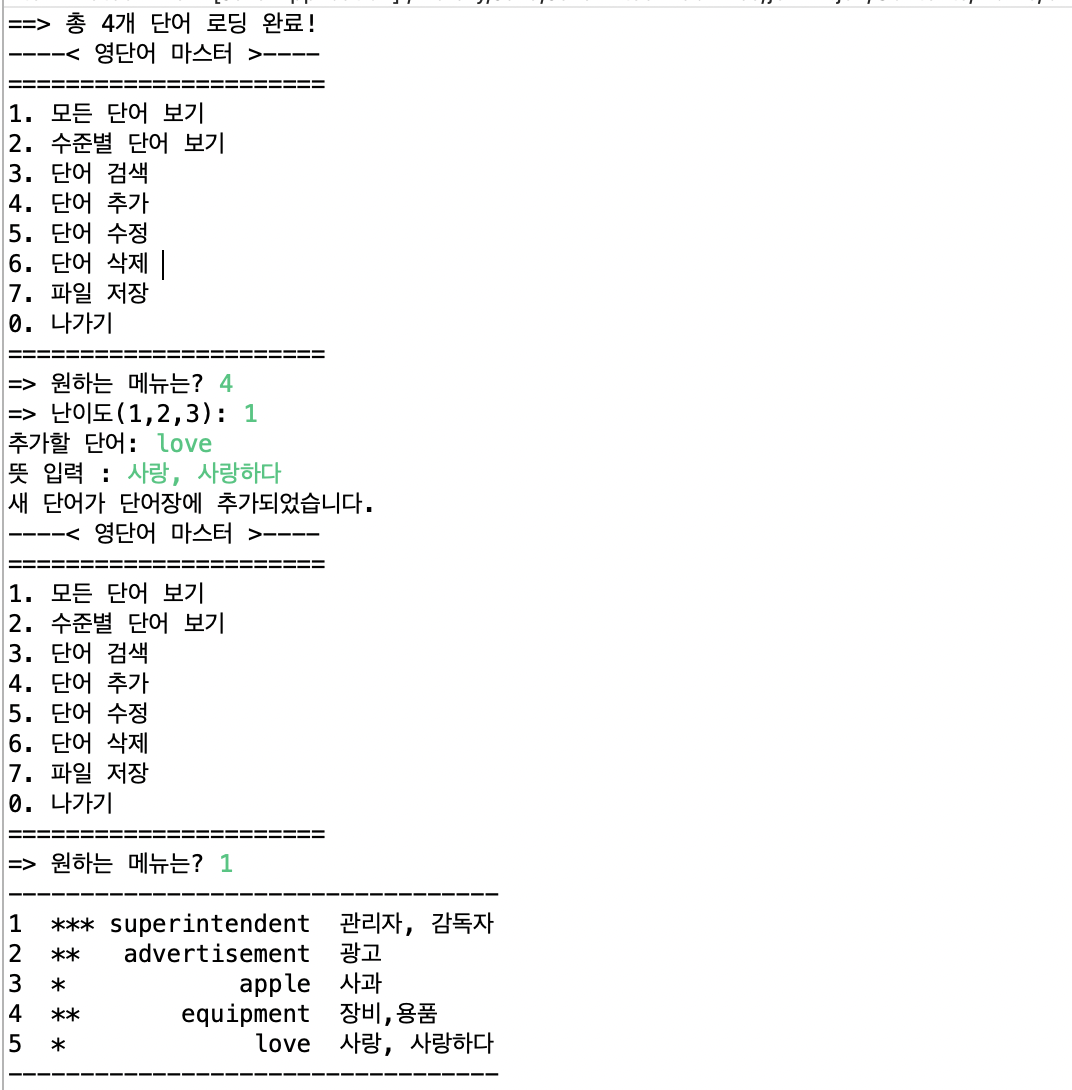 ==> 총 4개 단어 로딩 완료!
----< 영단어 마스터 >----
======================
1. 모든 단어 보기
2. 수준별 단어 보기
3. 단어 검색
4. 단어 추가
5. 단어 수정
6. 단어 삭제
7. 파일 저장
0. 나가기
======================
=> 원하는 메뉴는? 4
=> 난이도(1,2,3): 1
추가할 단어: love
뜻 입력 : 사랑, 사랑하다
새 단어가 단어장에 추가되었습니다.
----< 영단어 마스터 >----
======================
1. 모든 단어 보기
2. 수준별 단어 보기
3. 단어 검색
4. 단어 추가
5. 단어 수정
6. 단어 삭제
7. 파일 저장
0. 나가기
======================
=> 원하는 메뉴는? 1
----------------------------------
1  *** superintendent  관리자, 감독자
2  **   advertisement  광고
3  *            apple  사과
4  **       equipment  장비,용품
5  *             love  사랑, 사랑하다
----------------------------------